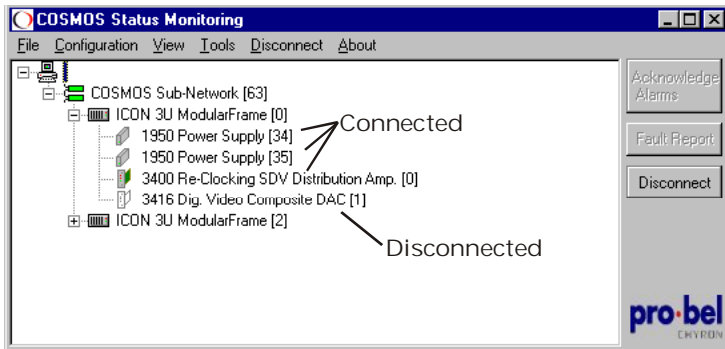 COSMOS Status Monitoring
File Configuration View Tools Disconnect About
COSMOS Sub-Network [63]
ICON 3U ModularFrame [0]
1950 Power Supply [34]
1950 Power Supply [35]
3400 Re-Clocking SDV Distribution Amp. [0]
3416 Dig. Video Composite DAC [1]
ICON 3U ModularFrame [2]
Connected
Disconnected
Acknowledge
Alarms
Fault Report
Disconnect
pro•bel
CHYRON